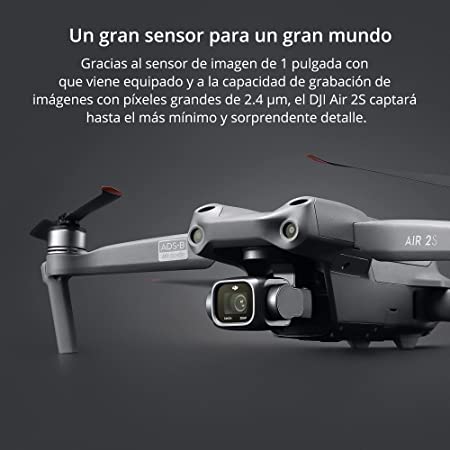 Un gran sensor para un gran mundo
Gracias al sensor de imagen de 1 pulgada con
que viene equipado y a la capacidad de grabación de
imágenes con píxeles grandes de 2.4 μm, el DJI Air 2S captará
hasta el más mínimo y sorprendente detalle.
ADS-B
AIR 2S
dji